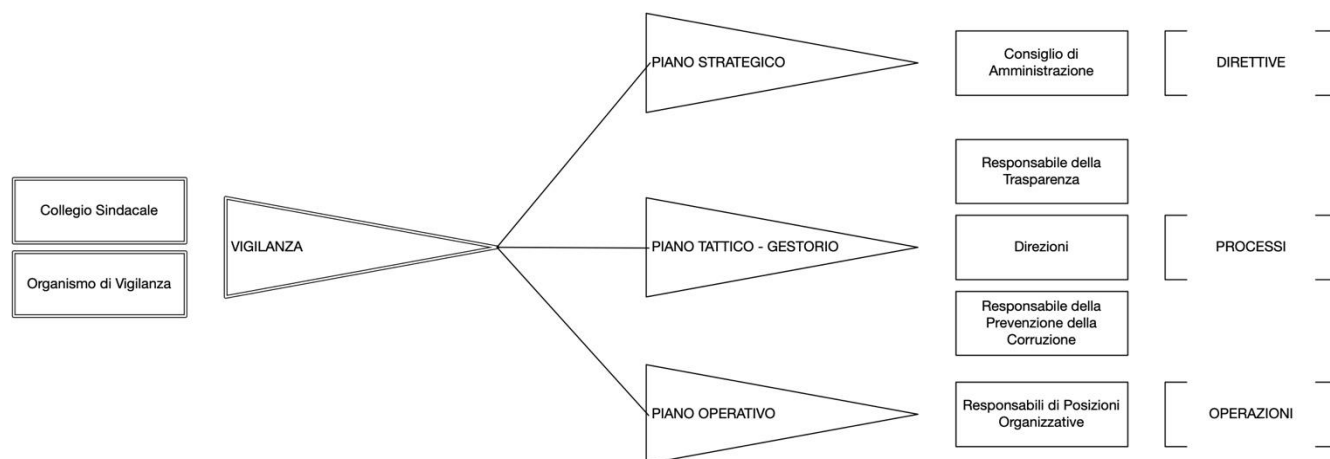 Collegio Sindacale
Organismo di Vigilanza
VIGILANZA
PIANO STRATEGICO
Consiglio di
Amministrazione
DIRETTIVE
PIANO TATTICO - GESTORIO
Responsabile della
Trasparenza
Direzioni
Responsabile della
Prevenzione della
Corruzione
PROCESSI
PIANO OPERATIVO
Responsabili di Posizioni
Organizzative
OPERAZIONI